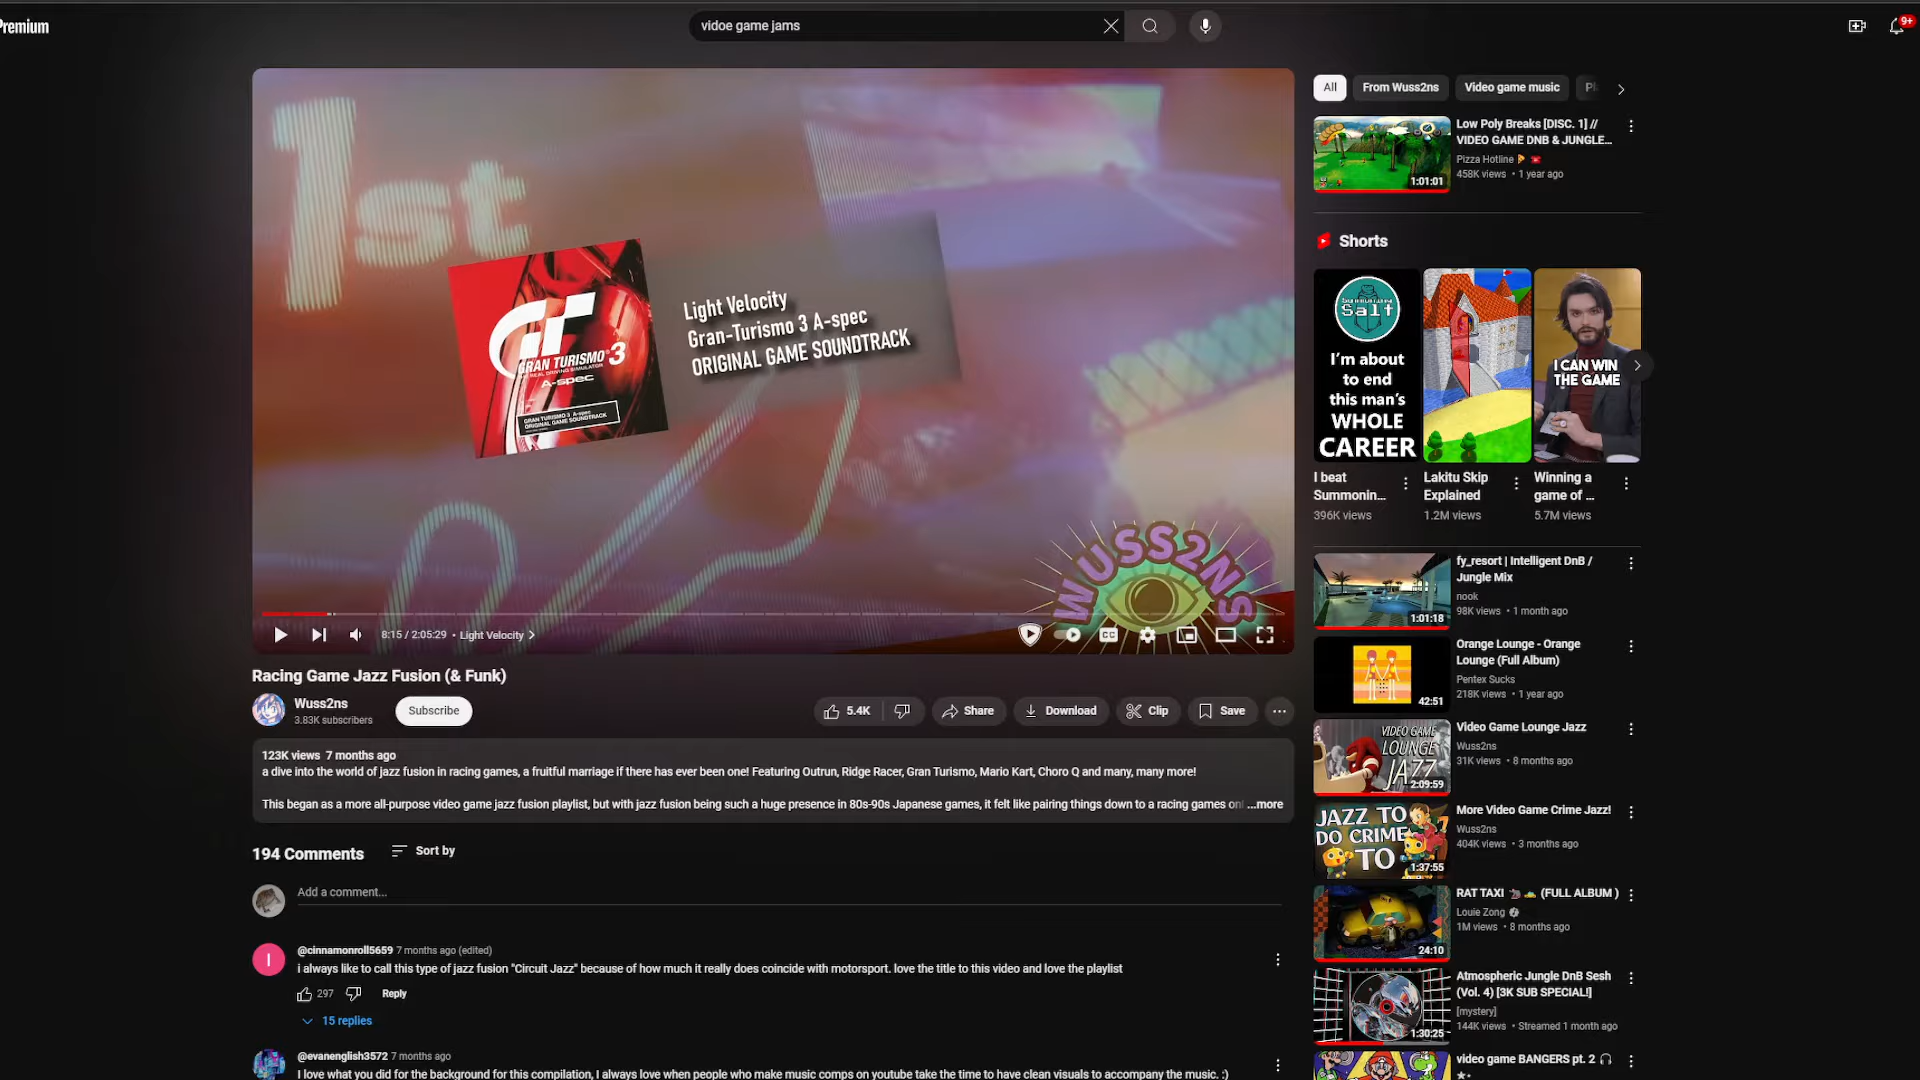 Premium
vidoe game jams
9+
1st
GRAN TURISMO 3
THE REAL DRIVING SIMULATOR
A-spec
GRAN TURISMO 3 A-spec
ORIGINAL GAME SOUNDTRACK
Light Velocity
Gran-Turismo 3 A-spec
ORIGINAL GAME SOUNDTRACK
WUSS2NS
8:15 / 2:05:29 • Light Velocity
CC
Racing Game Jazz Fusion (& Funk)
Wuss2ns
3.83K subscribers
Subscribe
5.4K
Share
Download
Clip
Save
123K views 7 months ago
a dive into the world of jazz fusion in racing games, a fruitful marriage if there has ever been one! Featuring Outrun, Ridge Racer, Gran Turismo, Mario Kart, Choro Q and many, many more!
This began as a more all-purpose video game jazz fusion playlist, but with jazz fusion being such a huge presence in 80s-90s Japanese games, it felt like pairing things down to a racing games onl ...more
194 Comments
Sort by
Add a comment...
I
@cinnamonroll5659 7 months ago (edited)
i always like to call this type of jazz fusion "Circuit Jazz" because of how much it really does coincide with motorsport. love the title to this video and love the playlist
297
Reply
15 replies
@evanenglish3572 7 months ago
I love what you did for the background for this compilation, I always love when people who make music comps on youtube take the time to have clean visuals to accompany the music. :)
All
From Wuss2ns
Video game music
Low Poly Breaks [DISC. 1] //
VIDEO GAME DNB & JUNGLE...
Pizza Hotline
458K views • 1 year ago
1:01:01
Shorts
Summoning
Salt
I'm about
to end
this man's
WHOLE
CAREER
I CAN WIN
THE GAME
I beat
Summonin...
396K views
Lakitu Skip
Explained
1.2M views
Winning a
game of ...
5.7M views
fy_resort | Intelligent DnB /
Jungle Mix
nook
98K views • 1 month ago
1:01:18
Orange Lounge - Orange
Lounge (Full Album)
Pentex Sucks
218K views • 1 year ago
42:51
VIDEO GAME
LOUNGE
JAZZ
2:09:59
Video Game Lounge Jazz
Wuss2ns
31K views • 8 months ago
JAZZ TO
DO CRIME
TO
1:37:55
More Video Game Crime Jazz!
Wuss2ns
404K views • 3 months ago
RAT TAXI (FULL ALBUM )
Louie Zong
1M views • 8 months ago
24:10
Atmospheric Jungle DnB Sesh
(Vol. 4) [3K SUB SPECIAL!]
[mystery]
144K views • Streamed 1 month ago
1:30:25
video game BANGERS pt. 2